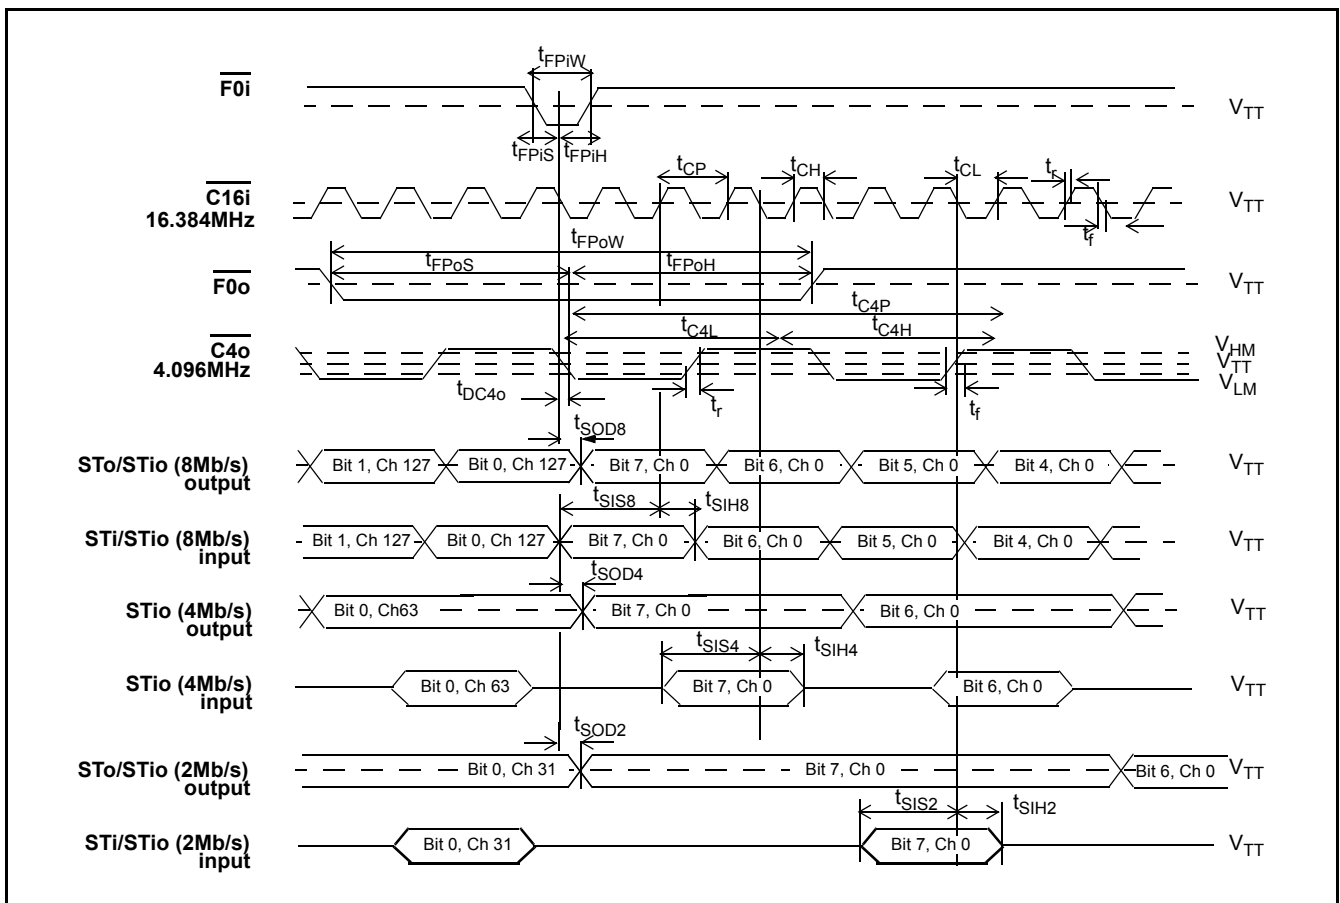 tFPiW
F0i
VTT
tFPiS tFPiH
tCP tCH tCL tr
C16i
16.384MHz
VTT
tf
tFPoW
tFPoS tFPoH
F0o
VTT
tC4P
tC4L tC4H
C4o
4.096MHz
VHM
VTT
VLM
tDC4o
tr tf
tSOD8
STo/STio (8Mb/s)
output
Bit 1, Ch 127 Bit 0, Ch 127 Bit 7, Ch 0 Bit 6, Ch 0 Bit 5, Ch 0 Bit 4, Ch 0
VTT
tSIS8 tSIH8
STi/STio (8Mb/s)
input
Bit 1, Ch 127 Bit 0, Ch 127 Bit 7, Ch 0 Bit 6, Ch 0 Bit 5, Ch 0 Bit 4, Ch 0
VTT
tSOD4
STio (4Mb/s)
output
Bit 0, Ch63 Bit 7, Ch 0 Bit 6, Ch 0
VTT
tSIS4 tSIH4
STio (4Mb/s)
input
Bit 0, Ch 63 Bit 7, Ch 0 Bit 6, Ch 0
VTT
tSOD2
STo/STio (2Mb/s)
output
Bit 0, Ch 31 Bit 7, Ch 0 Bit 6, Ch 0
VTT
tSIS2 tSIH2
STi/STio (2Mb/s)
input
Bit 0, Ch 31 Bit 7, Ch 0
VTT